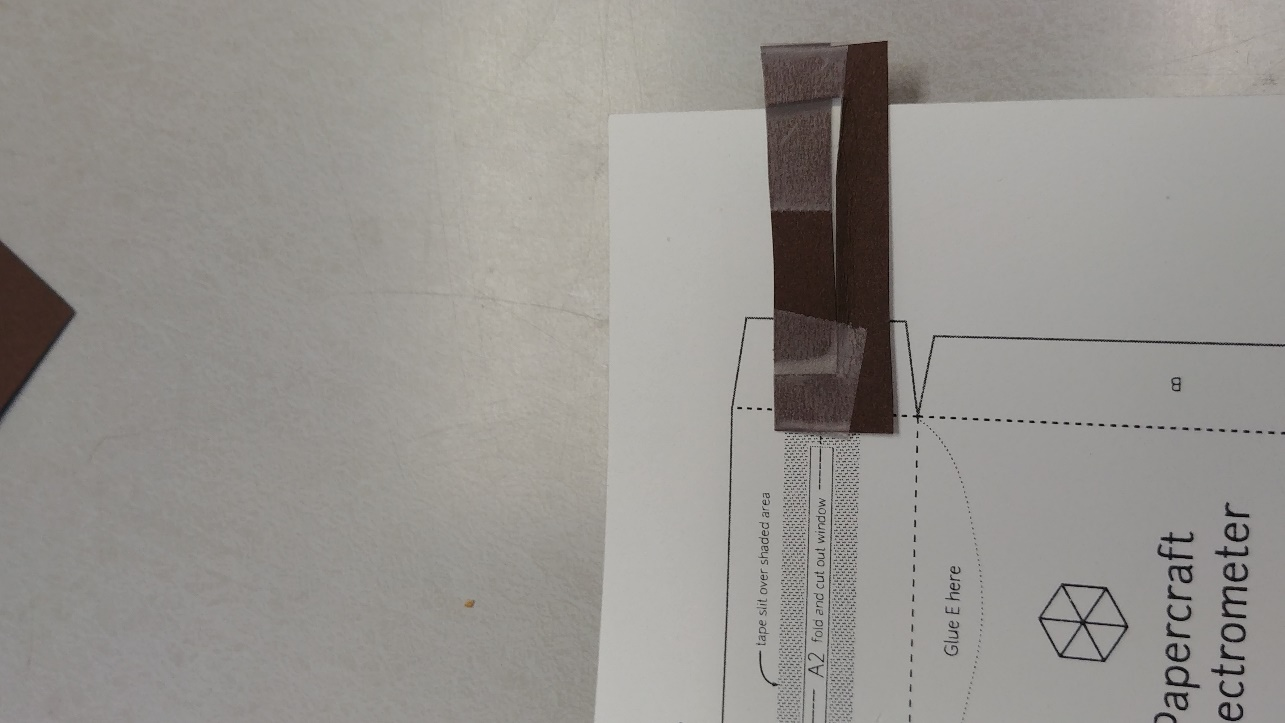 tape slit over shaded area
A2 fold and cut out window
Glue E here
Papercraft
ectrometer
B